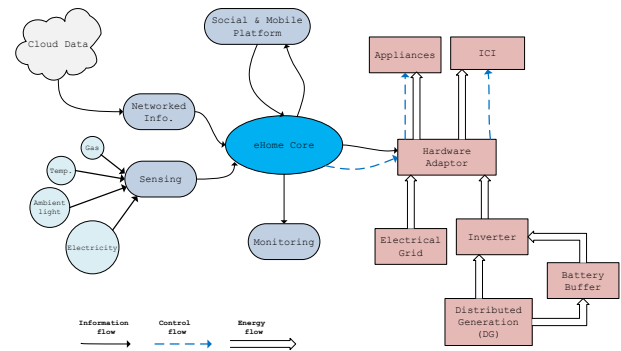 Cloud Data
Social & Mobile
Platform
Appliances
ICI
Networked
Info.
Gas
eHome Core
Hardware
Adaptor
Temp.
Sensing
Ambient
light
Electricity
Monitoring
Electrical
Grid
Inverter
Battery
Buffer
Distributed
Generation
(DG)
Information
flow
Control
flow
Energy
flow